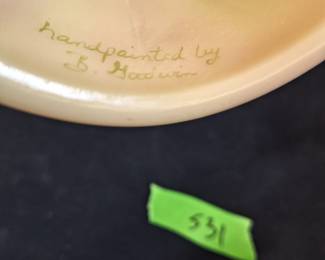 handpainted by
B. Goodwin
531